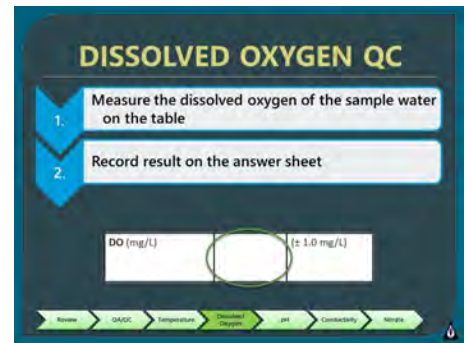 DISSOLVED OXYGEN QC
1.
Measure the dissolved oxygen of the sample water
on the table
2.
Record result on the answer sheet
DO (mg/L)
(± 1.0 mg/L)
Review
QA/QC
Temperature
Dissolved
Oxygen
pH
Conductivity
Nitrate